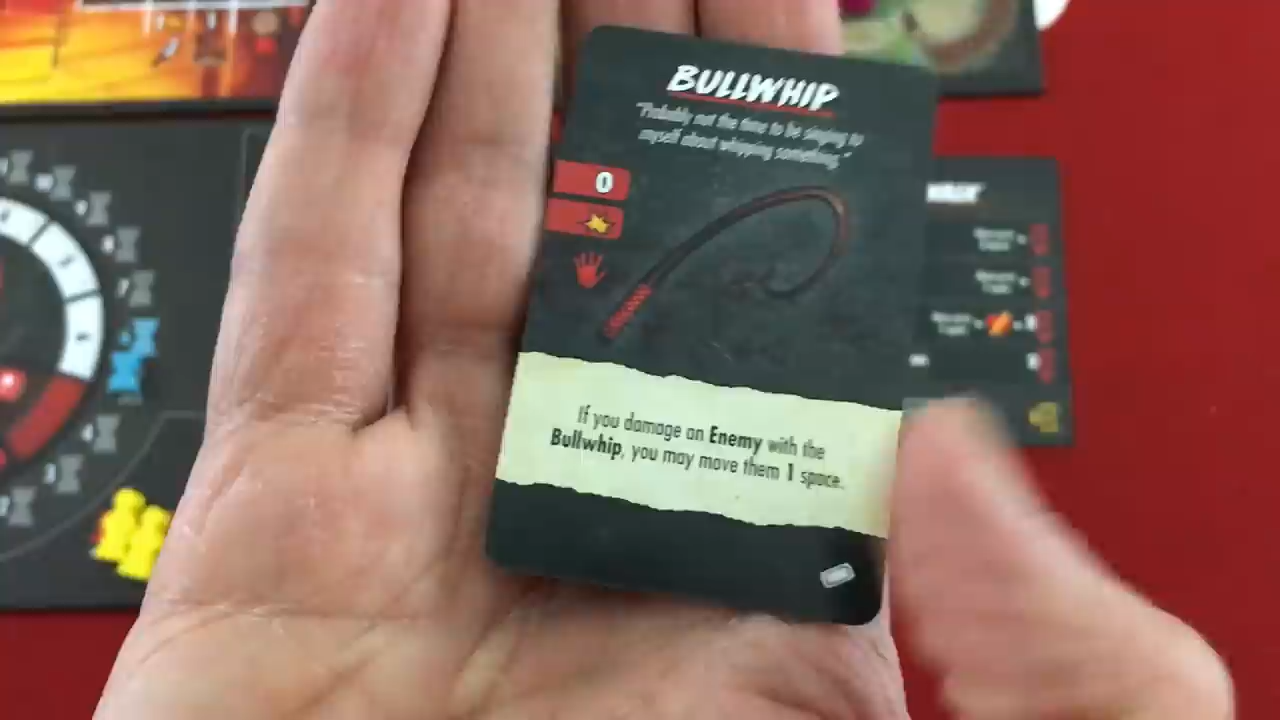 BULLWHIP
"Probably not the time to be singing to
myself about whipping something."
0
If you damage an Enemy with the
Bullwhip, you may move them 1 space.